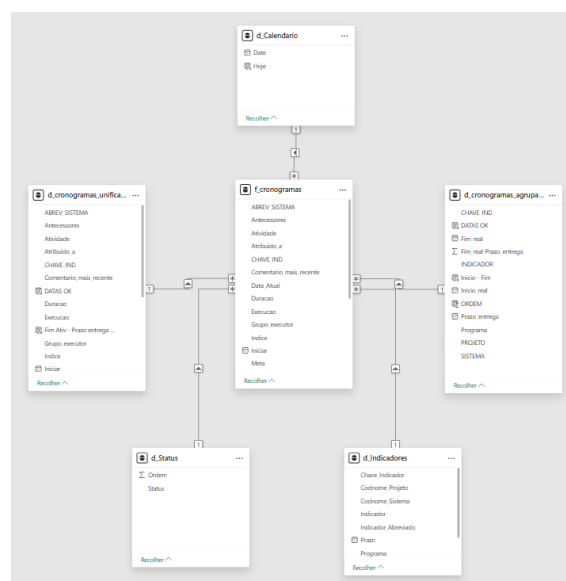 d_Calendario ...
Date
Hoje
Recolher
1
*
d_cronogramas_unifica... ...
ABREV_SISTEMA
Antecessores
Atividade
Atribuido_a
CHAVE_IND
Comentario_mais_recente
DATAS OK
Duracao
Execucao
Fim Ativ - Prazo entrega ...
Grupo_executor
Indice
Iniciar
Recolher
f_cronogramas ...
ABREV_SISTEMA
Antecessores
Atividade
Atribuido_a
CHAVE_IND
Comentario_mais_recente
Data_Atual
Duracao
Execucao
Grupo_executor
Indice
Iniciar
Meta
Recolher
d_cronogramas_agrupa... ...
CHAVE_IND
DATAS OK
Fim_real
Σ Fim_real-Prazo_entrega
INDICADOR
Inicio - Fim
Inicio_real
ORDEM
Prazo_entrega
Programa
PROJETO
SISTEMA
Recolher
1
*
*
*
*
1
1
1
d_Status ...
Σ Ordem
Status
Recolher
d_Indicadores ...
Chave_Indicador
Codnome_Projeto
Codnome_Sistema
Indicador
Indicador_Abreviado
Prazo
Programa
Recolher